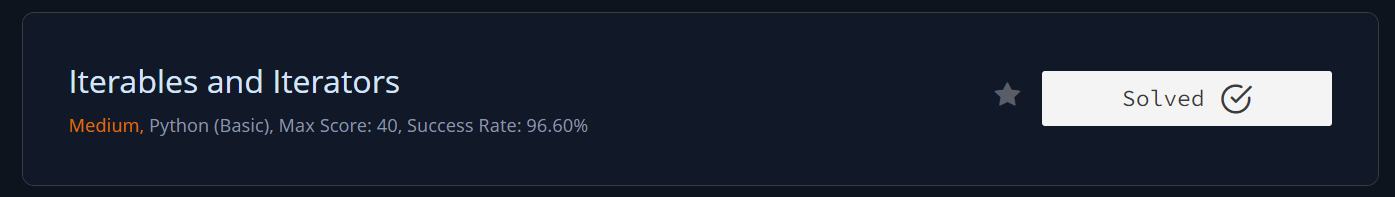 Iterables and Iterators
Solved
Medium, Python (Basic), Max Score: 40, Success Rate: 96.60%